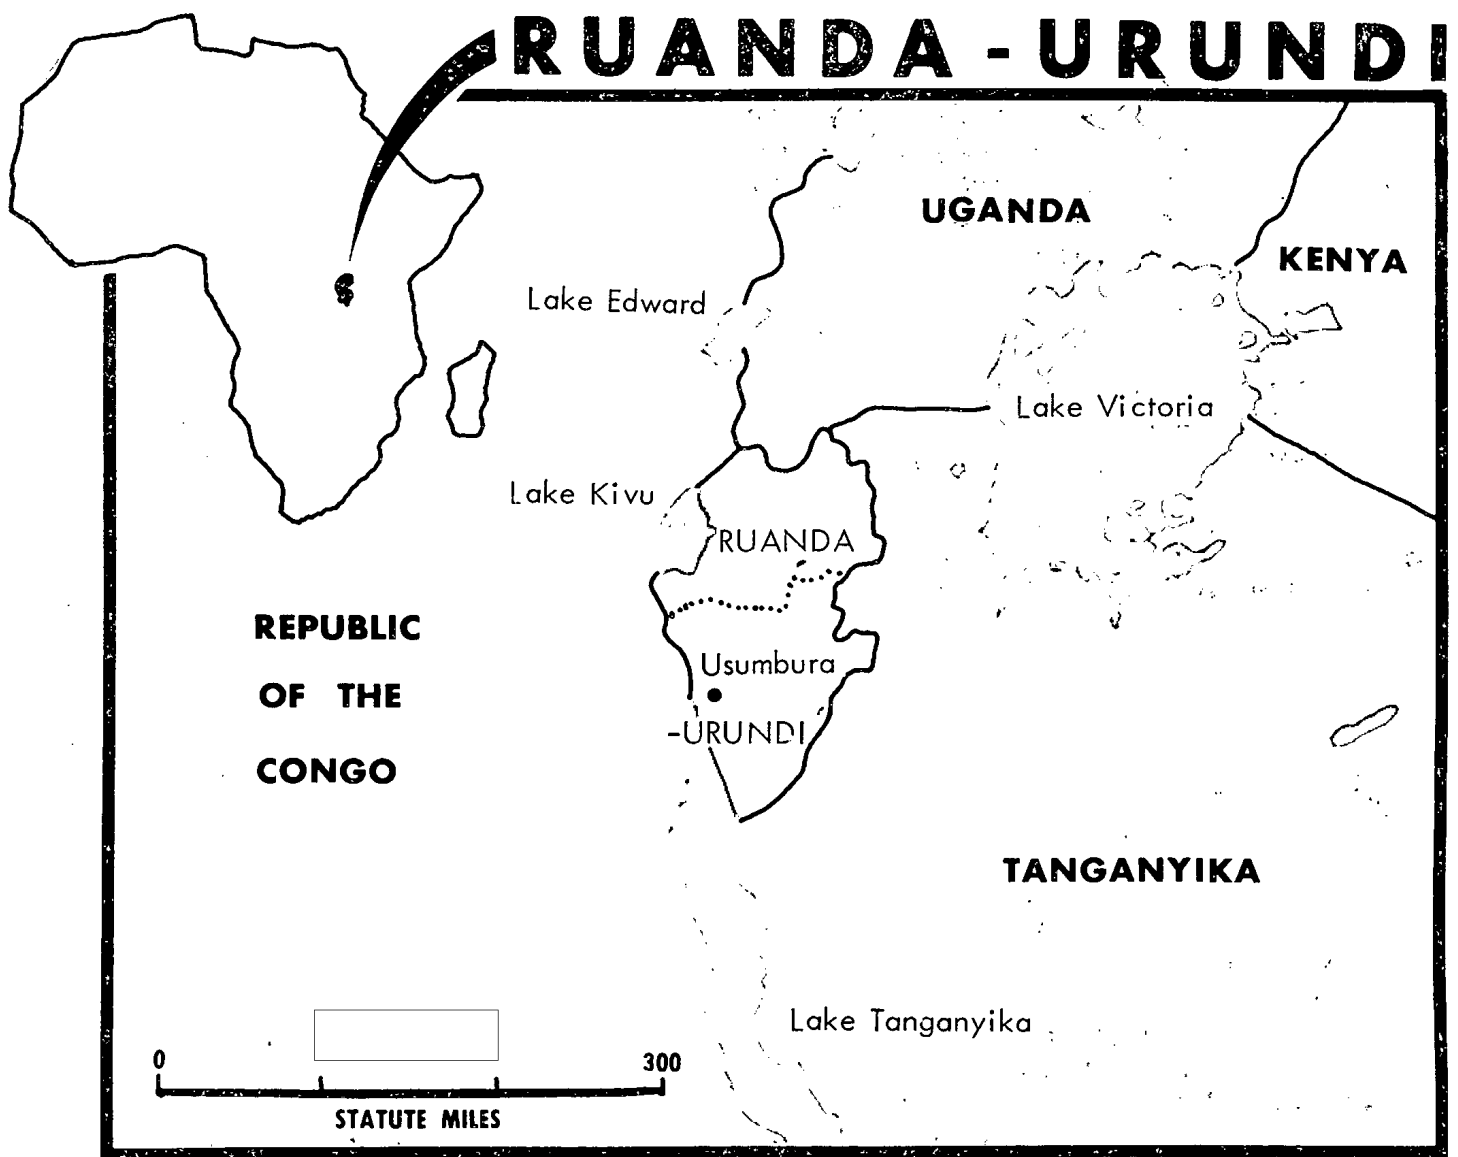 RUANDA - URUNDI
UGANDA
KENYA
Lake Edward
Lake Victoria
Lake Kivu
RUANDA
REPUBLIC
OF THE
CONGO
Usumbura
-URUNDI
TANGANYIKA
Lake Tanganyika
0 300
STATUTE MILES